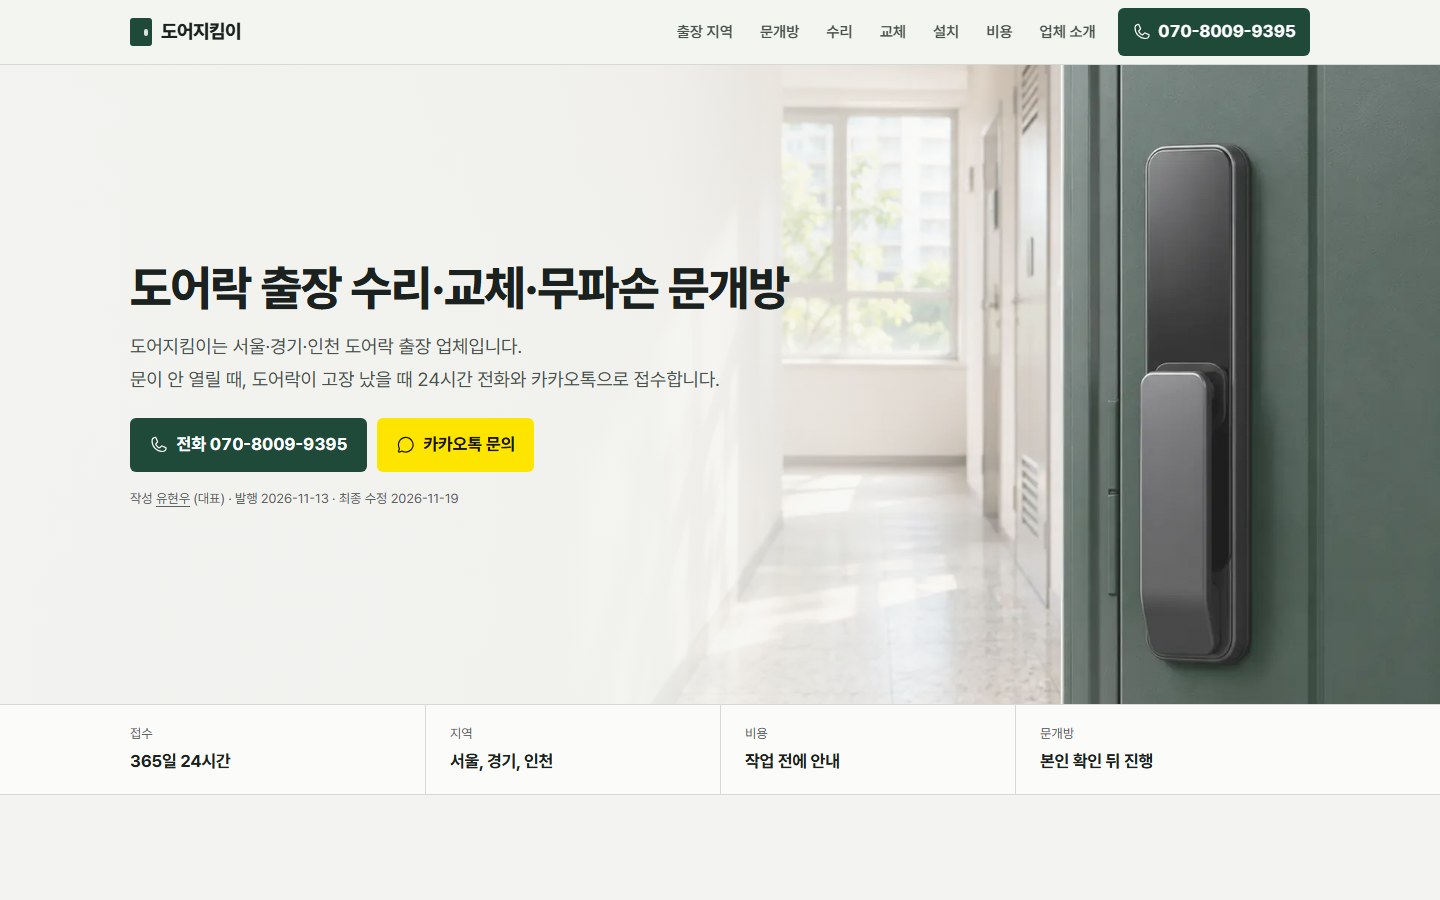 도어지킴이
출장 지역 문개방 수리 교체 설치 비용 업체 소개 070-8009-9395
도어락 출장 수리·교체·무파손 문개방
도어지킴이는 서울·경기·인천 도어락 출장 업체입니다.
문이 안 열릴 때, 도어락이 고장 났을 때 24시간 전화와 카카오톡으로 접수합니다.
전화 070-8009-9395 카카오톡 문의
작성 유현우 (대표) · 발행 2026-11-13 · 최종 수정 2026-11-19
접수
365일 24시간
지역
서울, 경기, 인천
비용
작업 전에 안내
문개방
본인 확인 뒤 진행